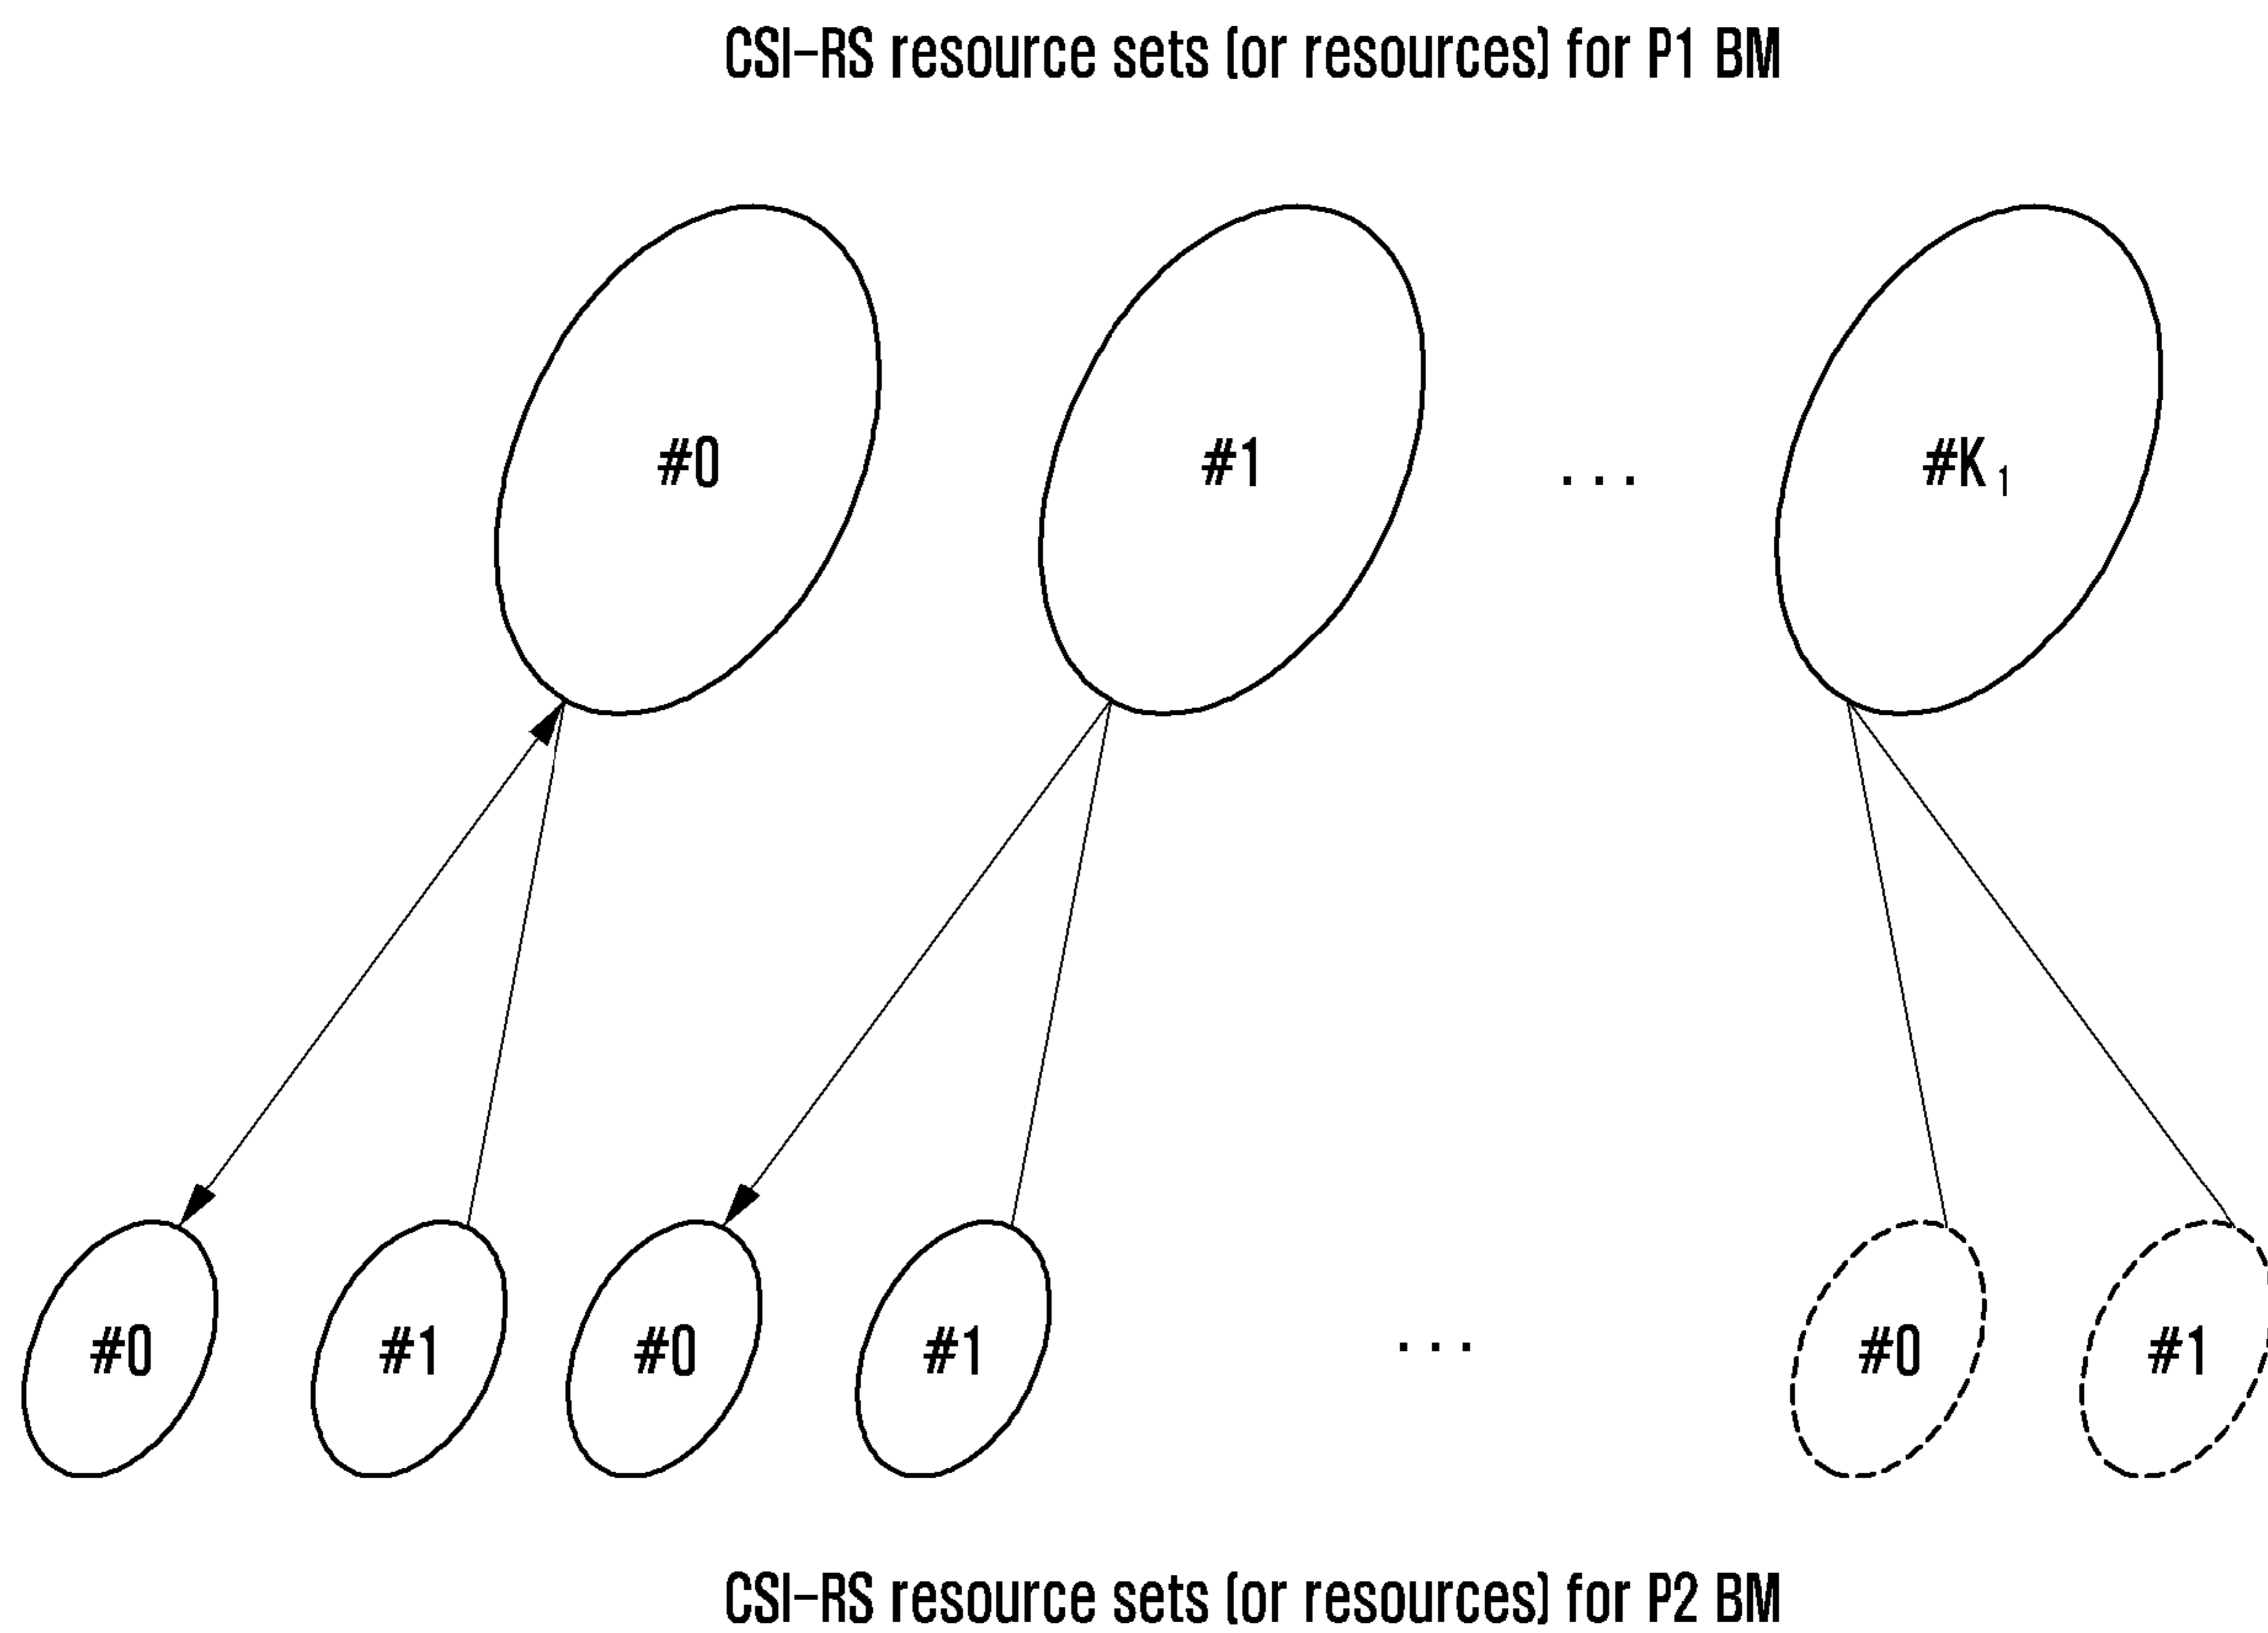 CSI-RS resource sets (or resources) for P1 BM
#0 #1 ... #K1
#0 #1 #0 #1 ... #0 #1
CSI-RS resource sets (or resources) for P2 BM